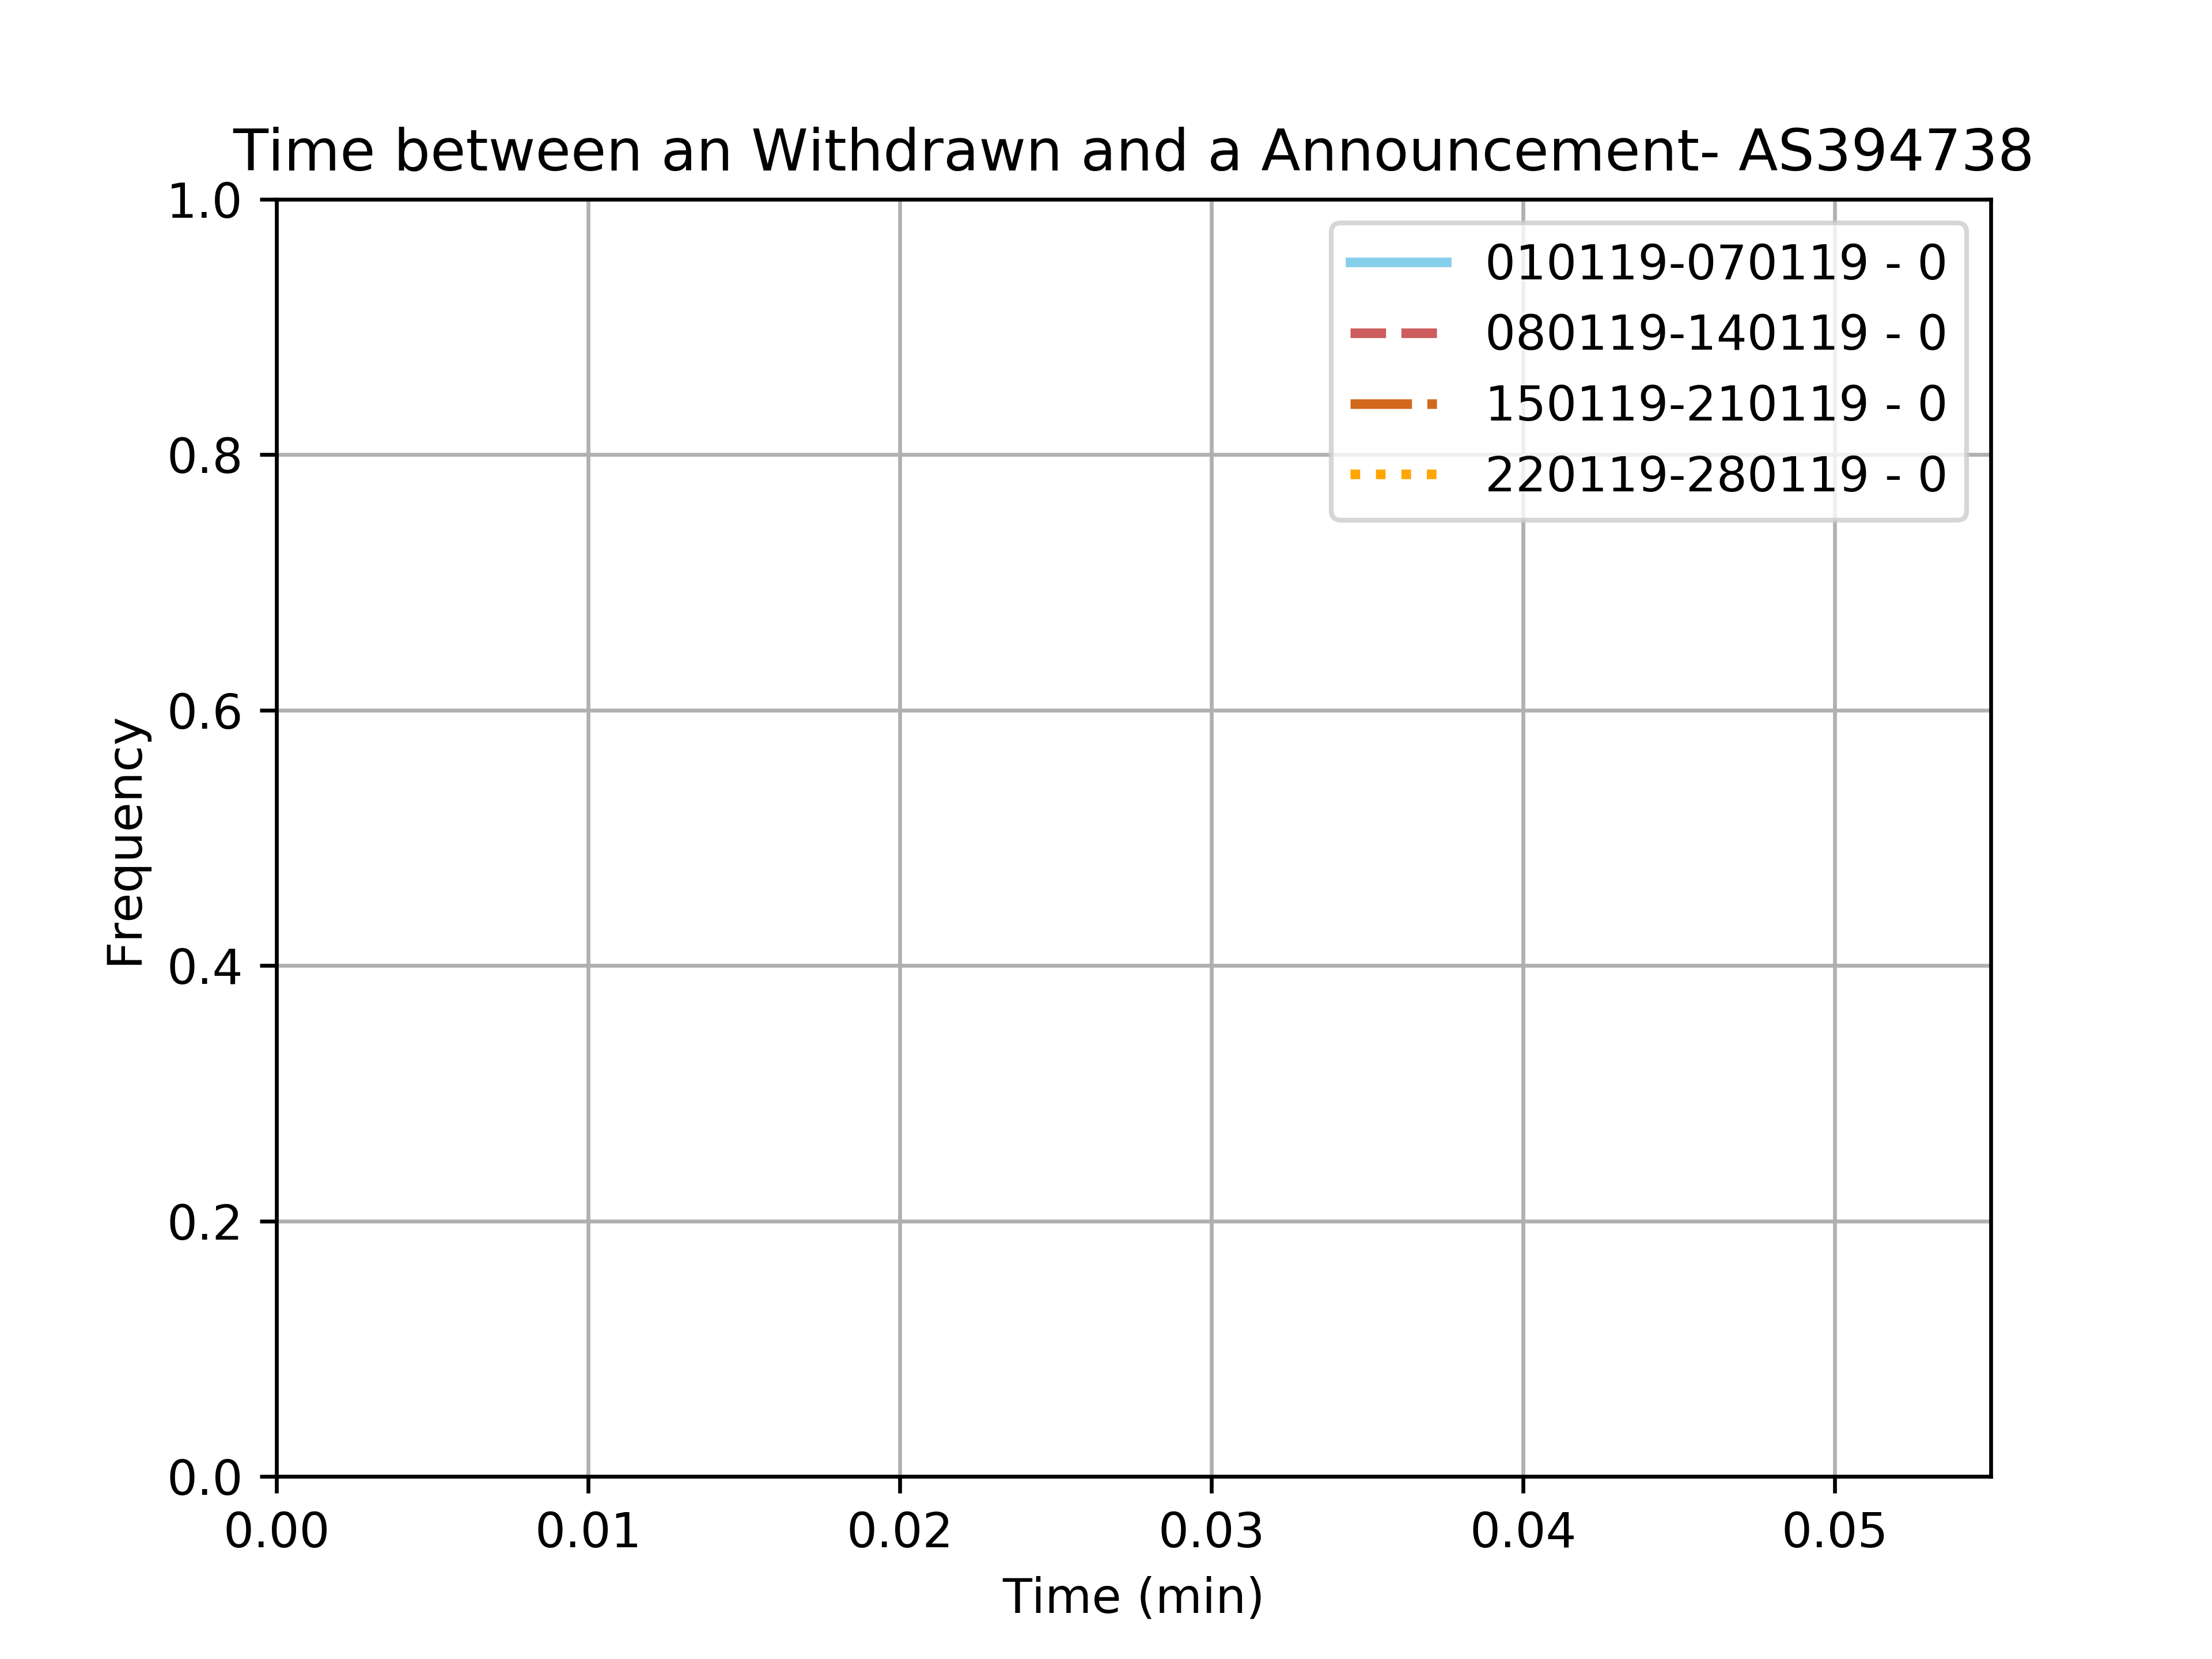 Time between an Withdrawn and a Announcement- AS394738
1.0
0.8
0.6
0.4
0.2
0.0
Frequency
010119-070119 - 0
080119-140119 - 0
150119-210119 - 0
220119-280119 - 0
0.00 0.01 0.02 0.03 0.04 0.05
Time (min)